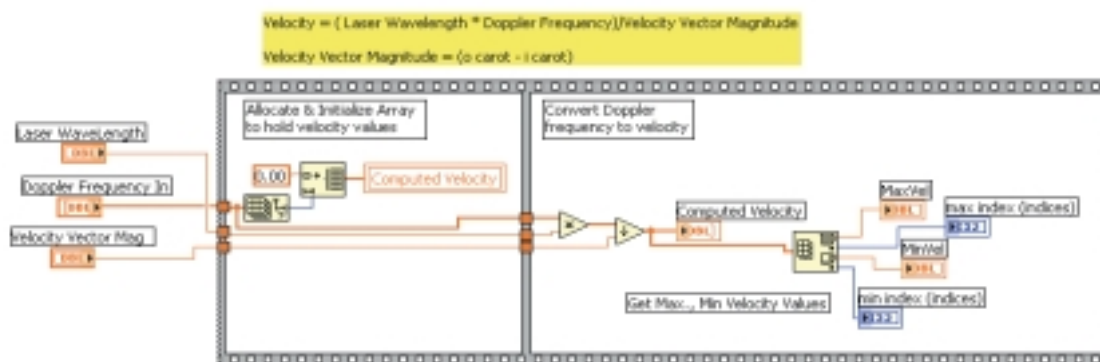 Velocity = ( Laser Wavelength * Doppler Frequency)/Velocity Vector Magnitude
Velocity Vector Magnitude = (o carot - i carot)
Allocate & Initialize Array
to hold velocity values
Convert Doppler
frequency to velocity
Laser WaveLength
DBL
0.00
Computed Velocity
Doppler Frequency In
DBL
Velocity Vector Mag
DBL
Computed Velocity
DBL
MaxVel
DBL
max index (indices)
I32
MinVel
DBL
Get Max., Min Velocity Values
min index (indices)
I32